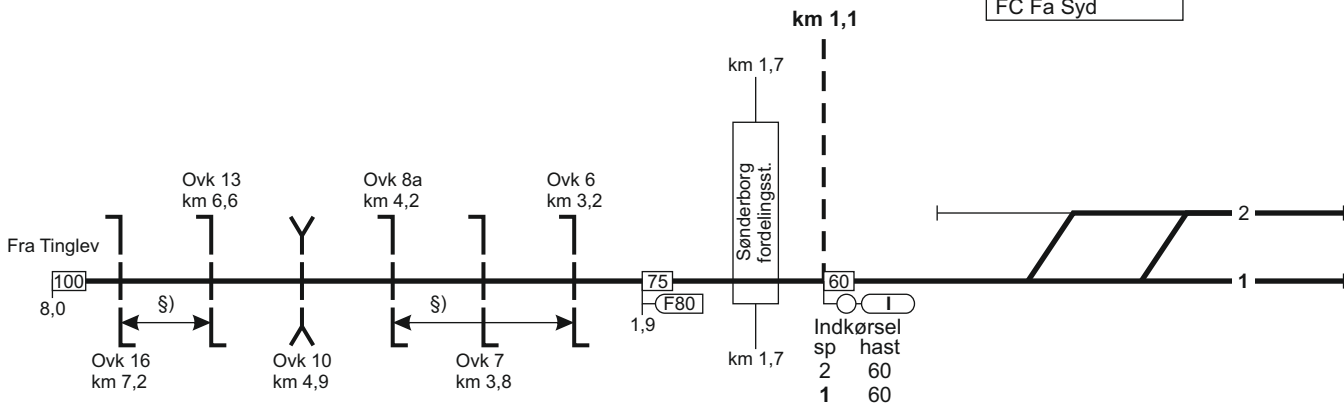 FC Fa Syd
km 1,1
km 1,7
Sønderborg
fordelingsst.
Ovk 13
km 6,6
Ovk 8a
km 4,2
Ovk 6
km 3,2
Fra Tinglev
2
100
75
60
1
8,0
§)
§)
F80
1,9
I
Indkørsel
sp hast
2 60
1 60
Ovk 16
km 7,2
Ovk 10
km 4,9
Ovk 7
km 3,8
km 1,7